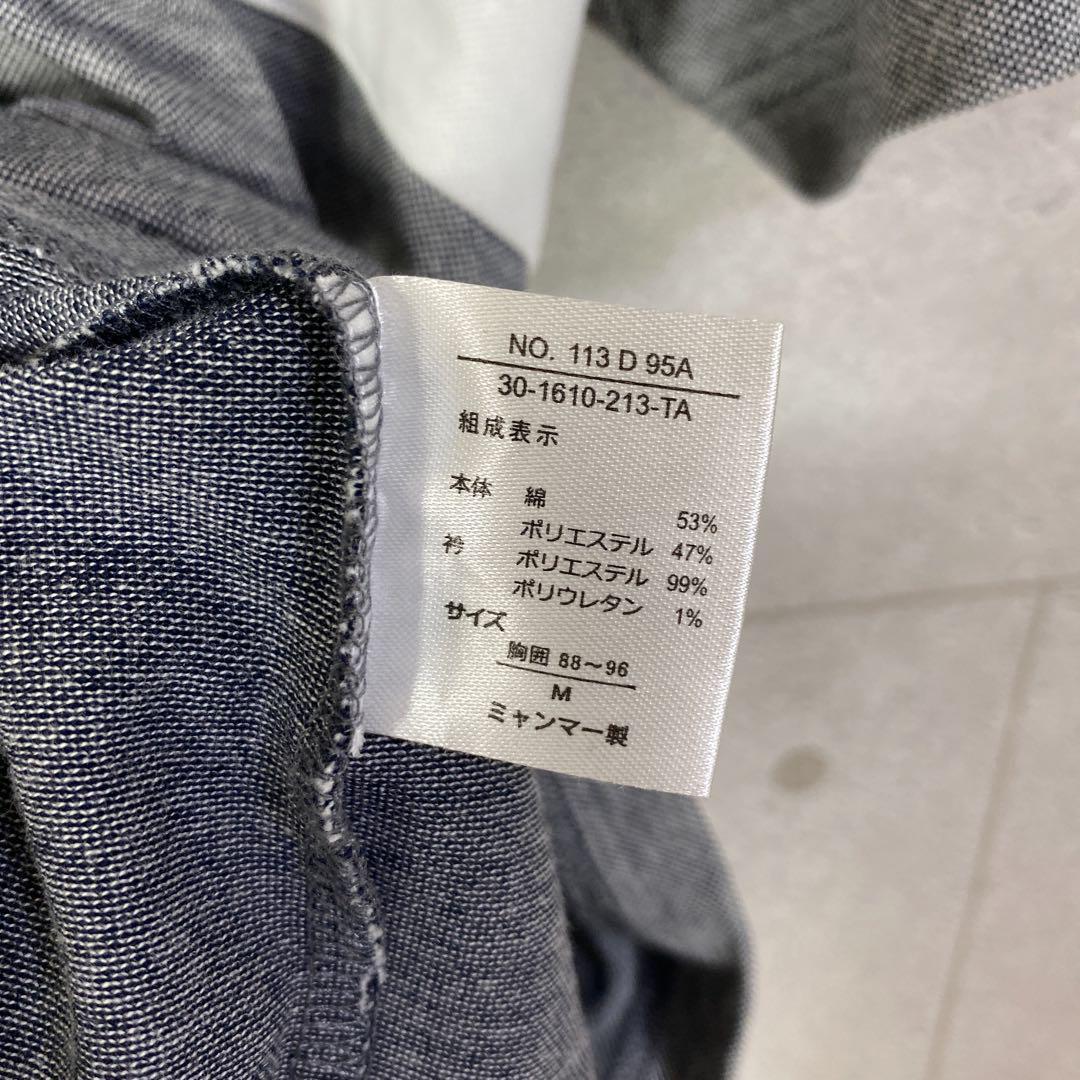 NO. 113 D 95A
30-1610-213-TA
組成表示
本体 綿 53%
ポリエステル 47%
衿 ポリエステル 99%
ポリウレタン 1%
サイズ
胸囲 88～96
M
ミャンマー製